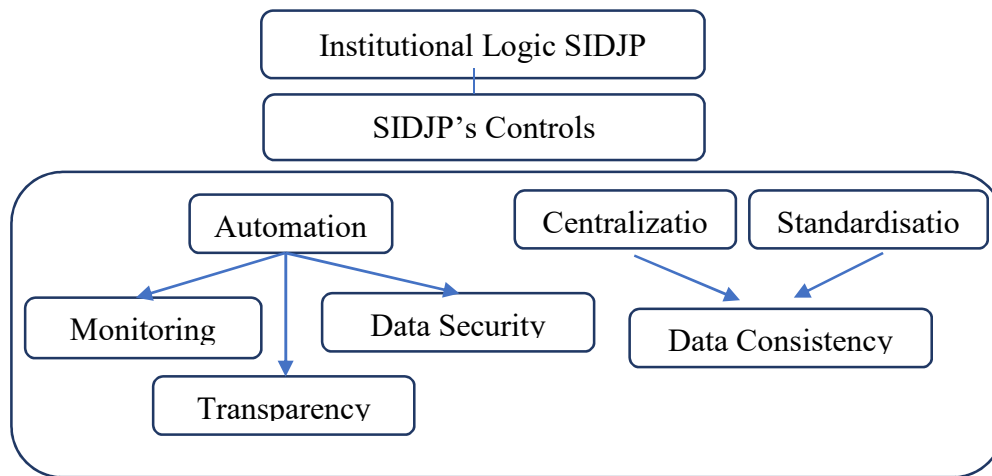 Institutional Logic SIDJP
SIDJP’s Controls
Automation
Centralizatio
Standardisatio
Monitoring
Data Security
Data Consistency
Transparency